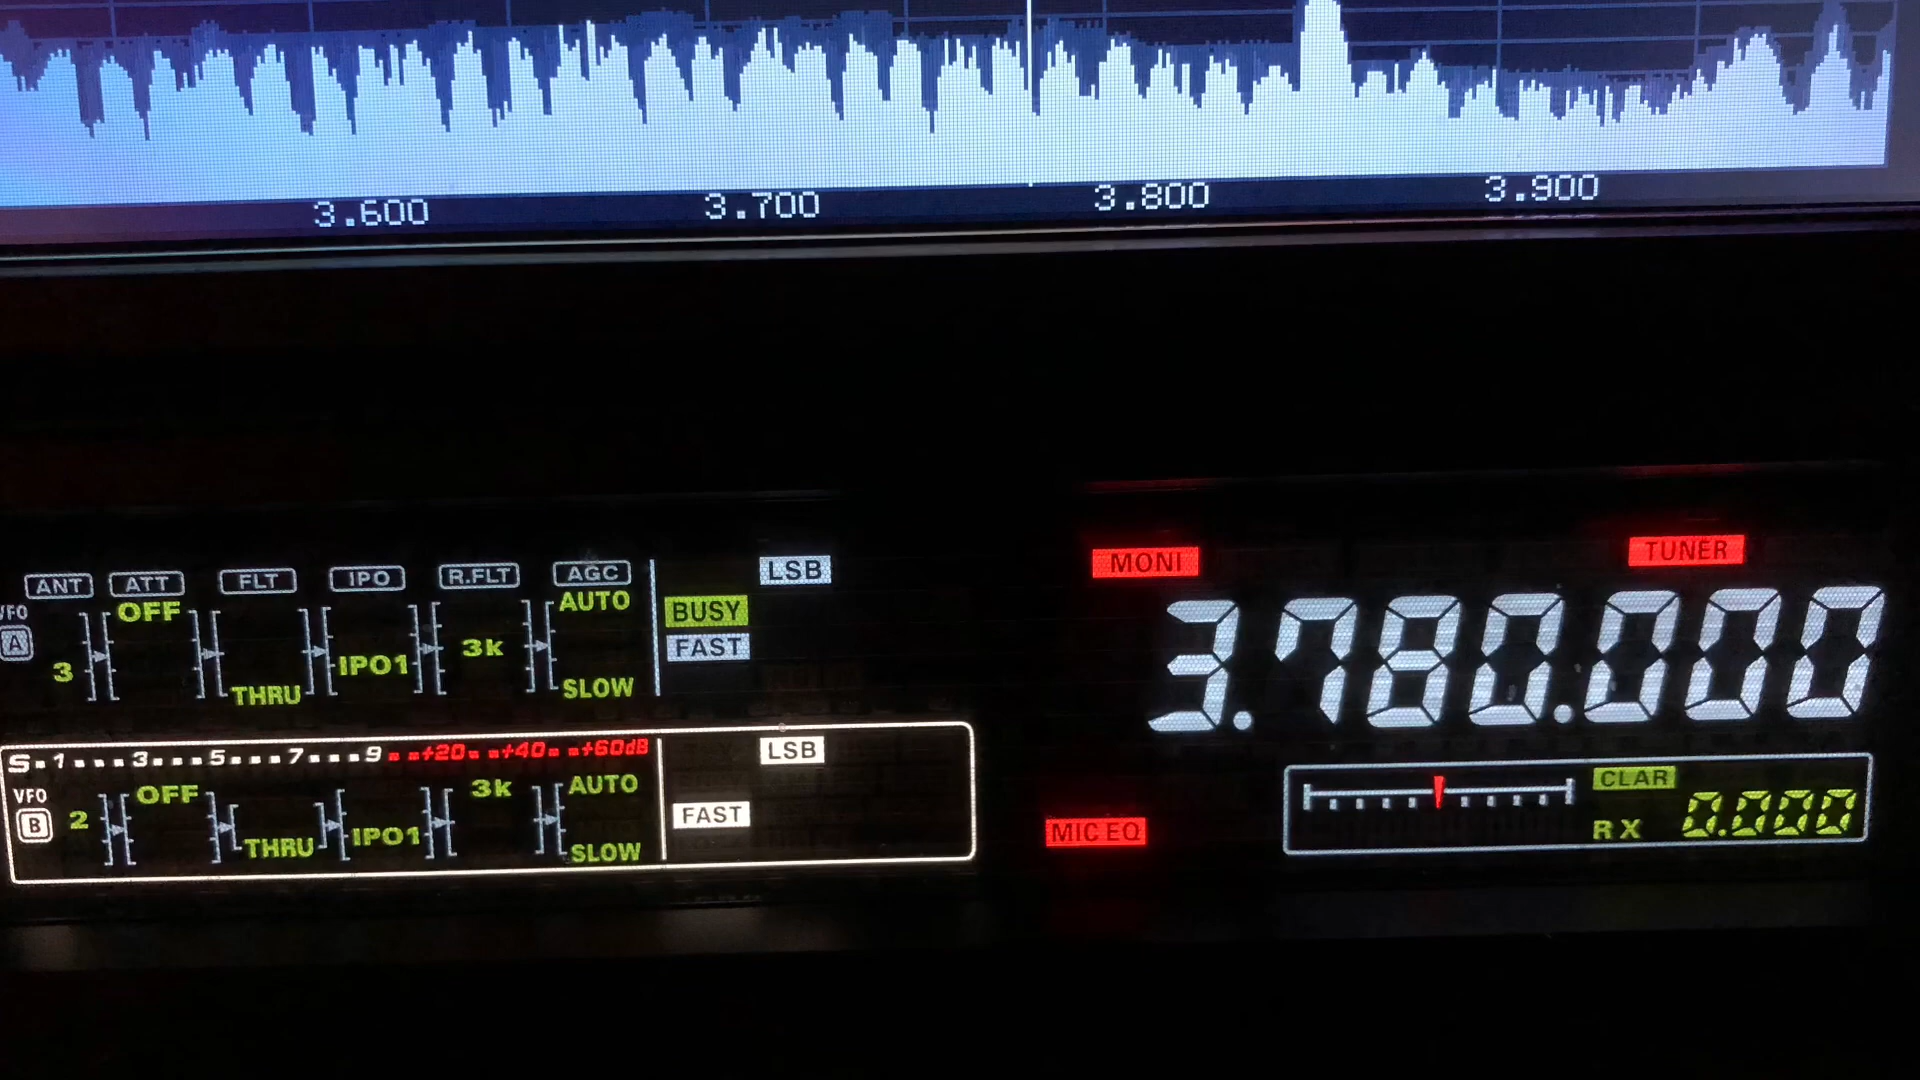 3.600 3.700 3.800 3.900
MONI TUNER
ANT ATT FLT IPO R.FLT AGC LSB
VFO A 3 OFF THRU IPO1 3k AUTO SLOW BUSY FAST
3.780.000
S 1 3 5 7 9 +20 +40 +60dB LSB
VFO B 2 OFF THRU IPO1 3k AUTO SLOW FAST
MIC EQ
CLAR
RX 0.000